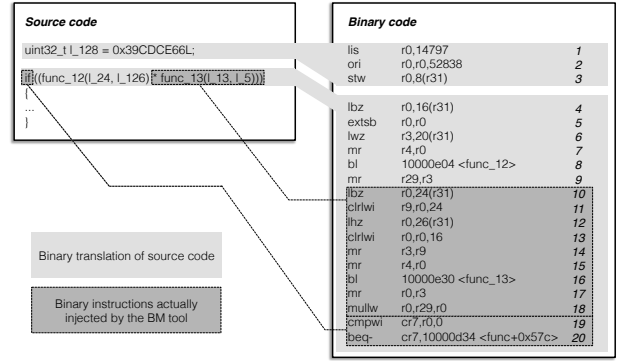 Source code
uint32_t l_128 = 0x39CDCE66L;
if((func_12(l_24, l_126) * func_13(l_13, l_5)))
{
...
}
Binary translation of source code
Binary instructions actually
injected by the BM tool
Binary code
lis r0,14797 1
ori r0,r0,52838 2
stw r0,8(r31) 3
lbz r0,16(r31) 4
extsb r0,r0 5
lwz r3,20(r31) 6
mr r4,r0 7
bl 10000e04 <func_12> 8
mr r29,r3 9
lbz r0,24(r31) 10
clrlwi r9,r0,24 11
lhz r0,26(r31) 12
clrlwi r0,r0,16 13
mr r3,r9 14
mr r4,r0 15
bl 10000e30 <func_13> 16
mr r0,r3 17
mullw r0,r29,r0 18
cmpwi cr7,r0,0 19
beq- cr7,10000d34 <func+0x57c> 20